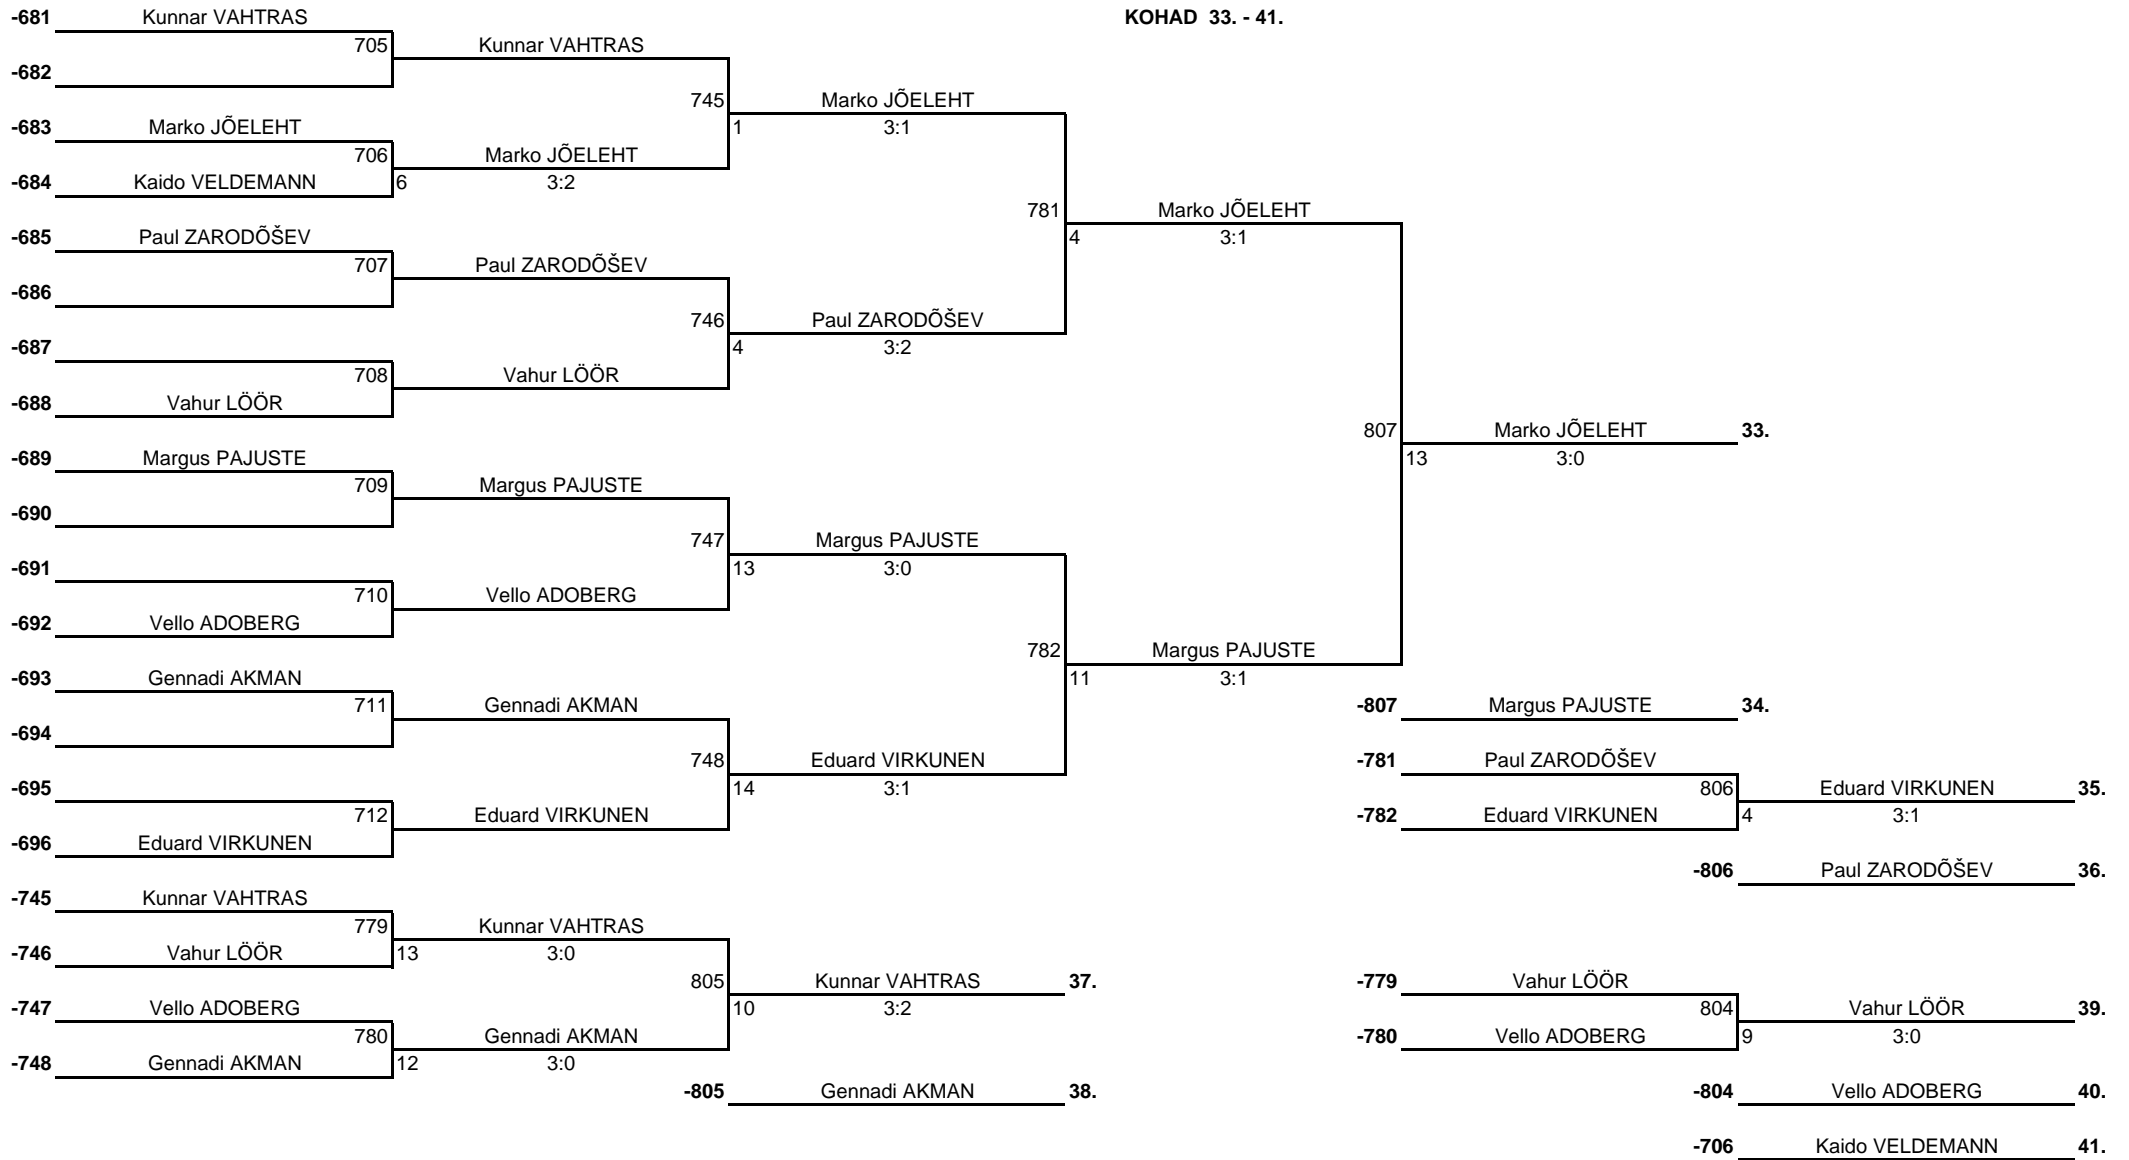 -681 Kunnar VAHTRAS KOHAD 33. - 41.
705 Kunnar VAHTRAS
-682
745 Marko JÕELEHT
-683 Marko JÕELEHT 1 3:1
706 Marko JÕELEHT
-684 Kaido VELDEMANN 6 3:2
781 Marko JÕELEHT
-685 Paul ZARODÕŠEV 4 3:1
707 Paul ZARODÕŠEV
-686
746 Paul ZARODÕŠEV
-687 4 3:2
708 Vahur LÖÖR
-688 Vahur LÖÖR
807 Marko JÕELEHT 33.
-689 Margus PAJUSTE 13 3:0
709 Margus PAJUSTE
-690
747 Margus PAJUSTE
-691 13 3:0
710 Vello ADOBERG
-692 Vello ADOBERG
782 Margus PAJUSTE
-693 Gennadi AKMAN 11 3:1
711 Gennadi AKMAN -807 Margus PAJUSTE 34.
-694
748 Eduard VIRKUNEN -781 Paul ZARODÕŠEV
-695 14 3:1 806 Eduard VIRKUNEN 35.
712 Eduard VIRKUNEN -782 Eduard VIRKUNEN 4 3:1
-696 Eduard VIRKUNEN
-806 Paul ZARODÕŠEV 36.
-745 Kunnar VAHTRAS
779 Kunnar VAHTRAS
-746 Vahur LÖÖR 13 3:0
805 Kunnar VAHTRAS 37. -779 Vahur LÖÖR
-747 Vello ADOBERG 10 3:2 804 Vahur LÖÖR 39.
780 Gennadi AKMAN -780 Vello ADOBERG 9 3:0
-748 Gennadi AKMAN 12 3:0
-805 Gennadi AKMAN 38. -804 Vello ADOBERG 40.
-706 Kaido VELDEMANN 41.